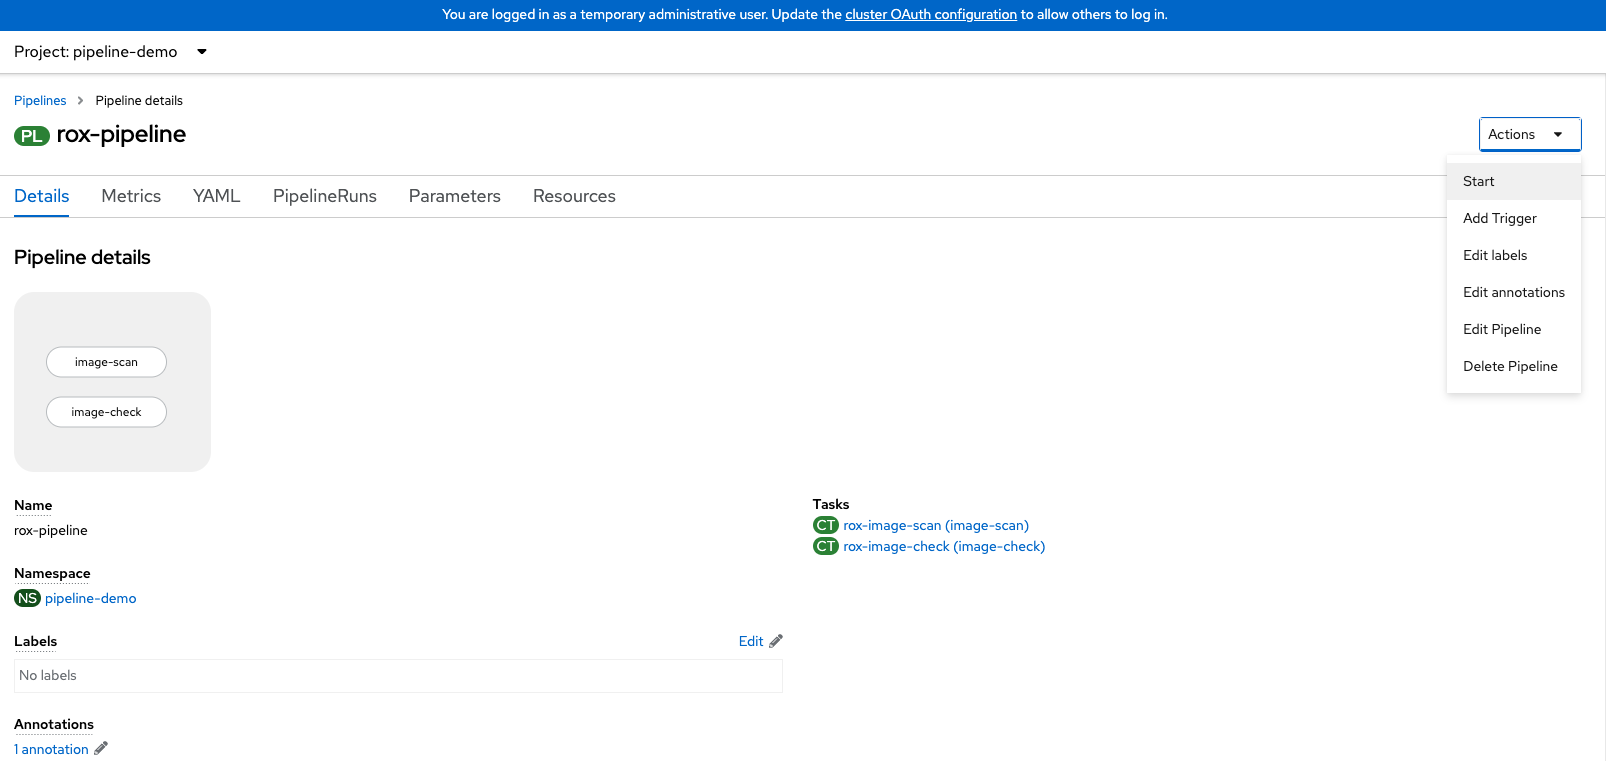 You are logged in as a temporary administrative user. Update the cluster OAuth configuration to allow others to log in.
Project: pipeline-demo
Pipelines Pipeline details
PL rox-pipeline
Actions
Start
Add Trigger
Edit labels
Edit annotations
Edit Pipeline
Delete Pipeline
Details Metrics YAML PipelineRuns Parameters Resources
Pipeline details
image-scan
image-check
Name
rox-pipeline
Namespace
NS pipeline-demo
Labels Edit
No labels
Annotations
1 annotation
Tasks
CT rox-image-scan (image-scan)
CT rox-image-check (image-check)